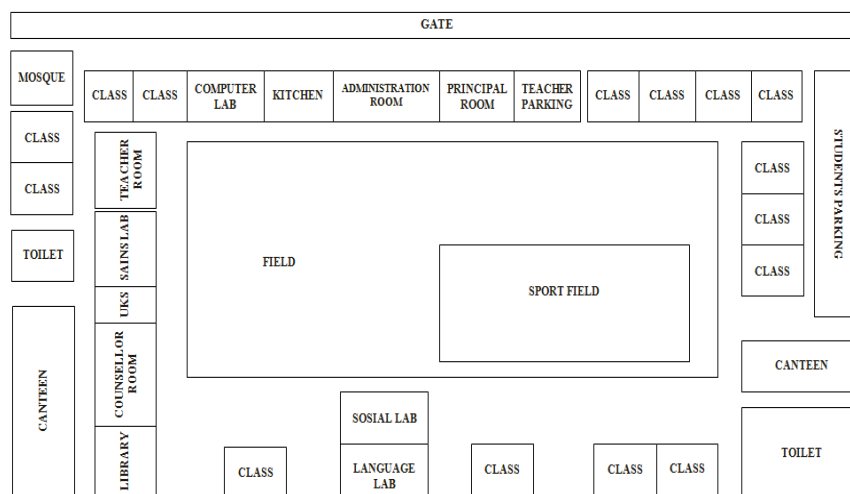 GATE
MOSQUE
CLASS
CLASS
COMPUTER
LAB
KITCHEN
ADMINISTRATION
ROOM
PRINCIPAL
ROOM
TEACHER
PARKING
CLASS
CLASS
CLASS
CLASS
CLASS
CLASS
TOILET
CANTEEN
TEACHER
ROOM
SAINS LAB
UKS
COUNSELLOR
ROOM
LIBRARY
FIELD
SPORT FIELD
CLASS
CLASS
CLASS
STUDENTS PARKING
CANTEEN
TOILET
SOSIAL LAB
LANGUAGE
LAB
CLASS
CLASS
CLASS
CLASS